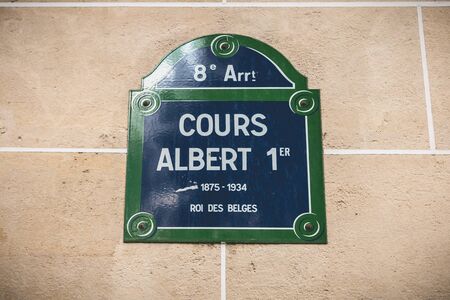 8e Arrt
COURS
ALBERT 1ER
1875 - 1934
ROI DES BELGES